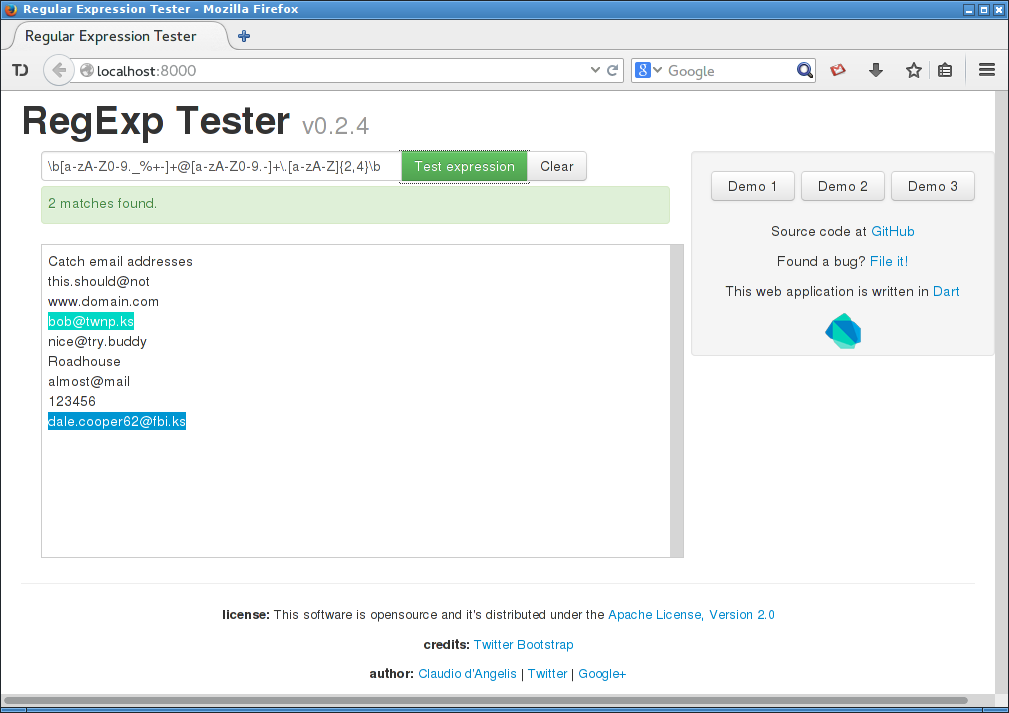 Regular Expression Tester - Mozilla Firefox
Regular Expression Tester
localhost:8000
8 Google
RegExp Tester v0.2.4
\b[a-zA-Z0-9._%+-]+@[a-zA-Z0-9.-]+\.[a-zA-Z]{2,4}\b Test expression Clear
2 matches found.
Catch email addresses
this.should@not
www.domain.com
bob@twnp.ks
nice@try.buddy
Roadhouse
almost@mail
123456
dale.cooper62@fbi.ks
Demo 1 Demo 2 Demo 3
Source code at GitHub
Found a bug? File it!
This web application is written in Dart
license: This software is opensource and it's distributed under the Apache License, Version 2.0
credits: Twitter Bootstrap
author: Claudio d'Angelis | Twitter | Google+